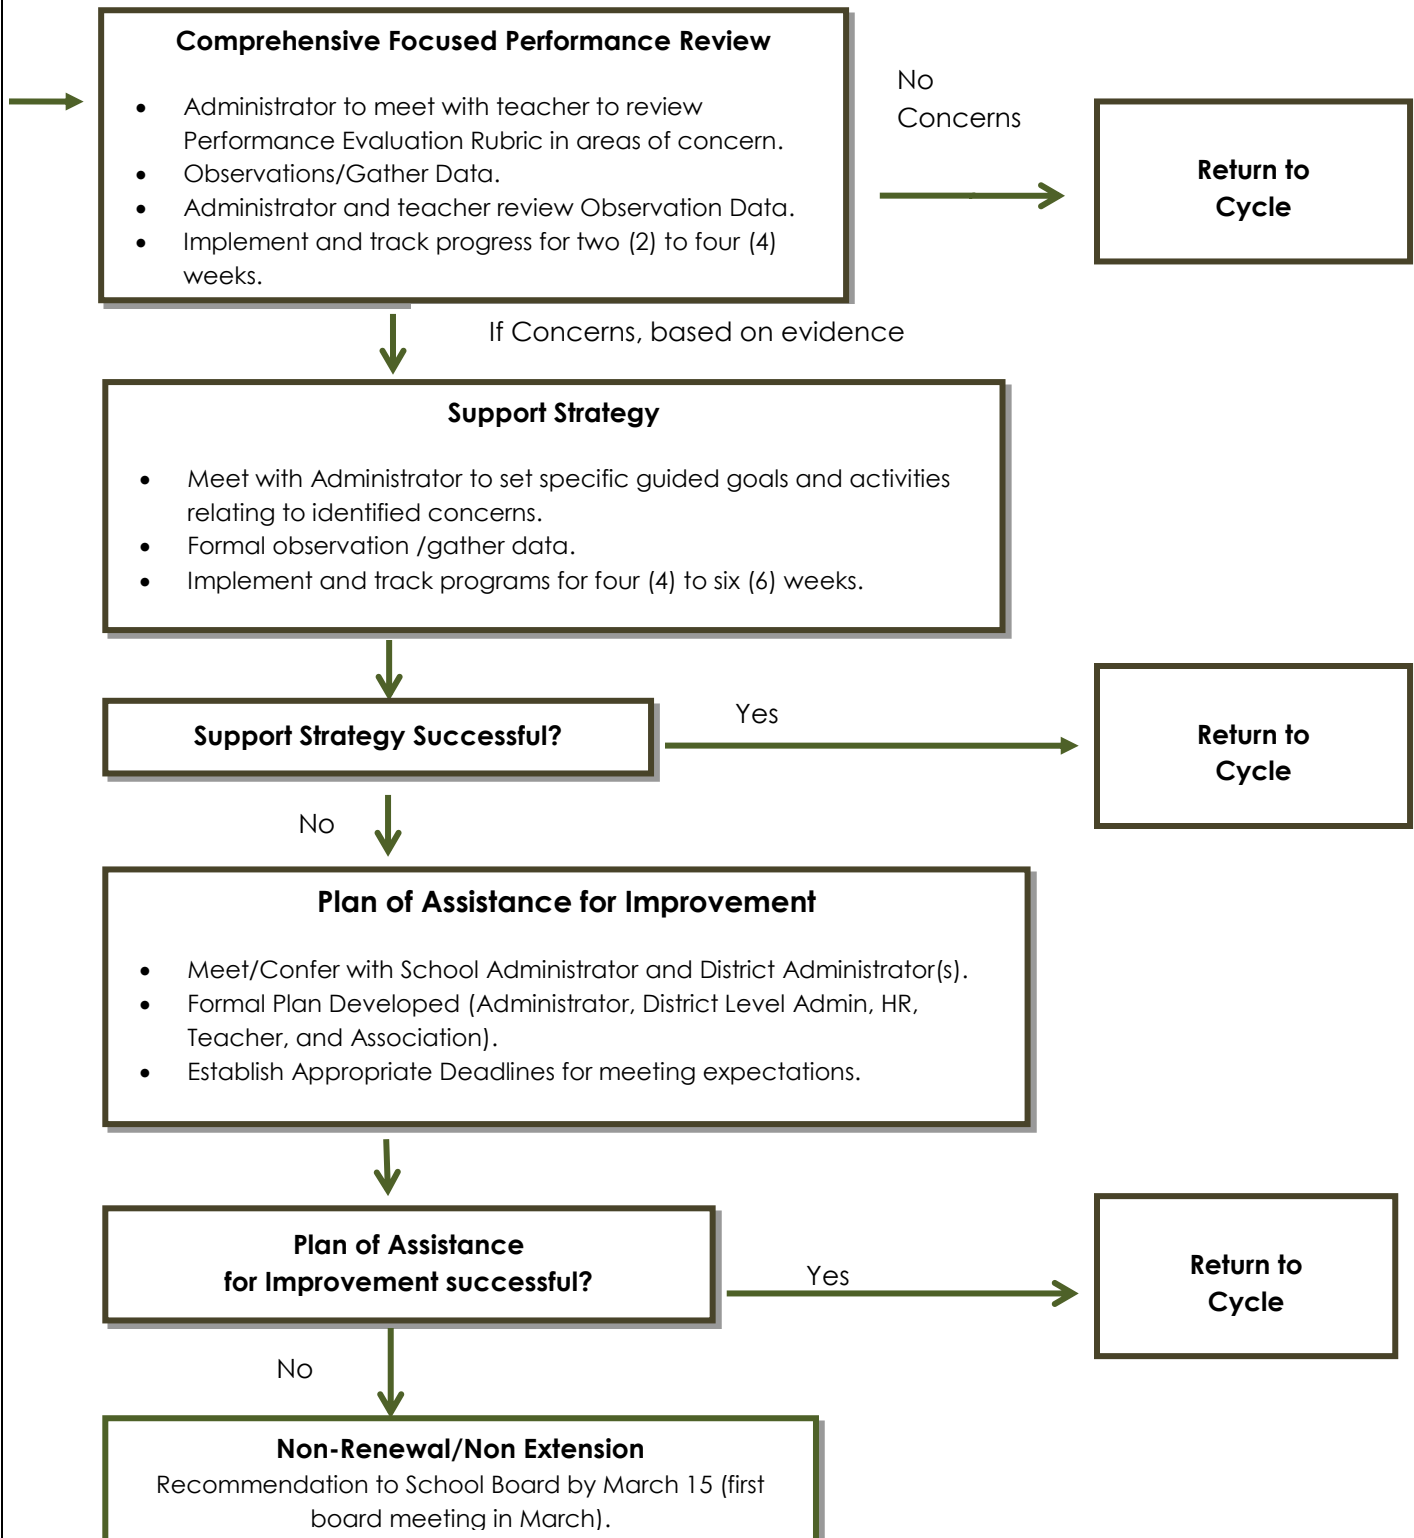 Comprehensive Focused Performance Review
• Administrator to meet with teacher to review
Performance Evaluation Rubric in areas of concern.
• Observations/Gather Data.
• Administrator and teacher review Observation Data.
• Implement and track progress for two (2) to four (4)
weeks.
No
Concerns
Return to
Cycle
If Concerns, based on evidence
Support Strategy
• Meet with Administrator to set specific guided goals and activities
relating to identified concerns.
• Formal observation /gather data.
• Implement and track programs for four (4) to six (6) weeks.
Support Strategy Successful?
Yes
Return to
Cycle
No
Plan of Assistance for Improvement
• Meet/Confer with School Administrator and District Administrator(s).
• Formal Plan Developed (Administrator, District Level Admin, HR,
Teacher, and Association).
• Establish Appropriate Deadlines for meeting expectations.
Plan of Assistance
for Improvement successful?
Yes
Return to
Cycle
No
Non-Renewal/Non Extension
Recommendation to School Board by March 15 (first
board meeting in March).